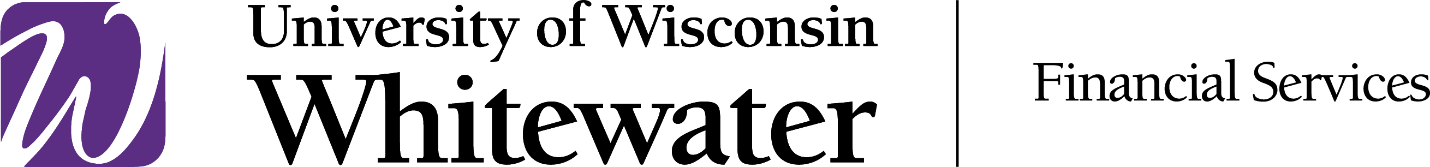 W
University of Wisconsin
Whitewater
Financial Services